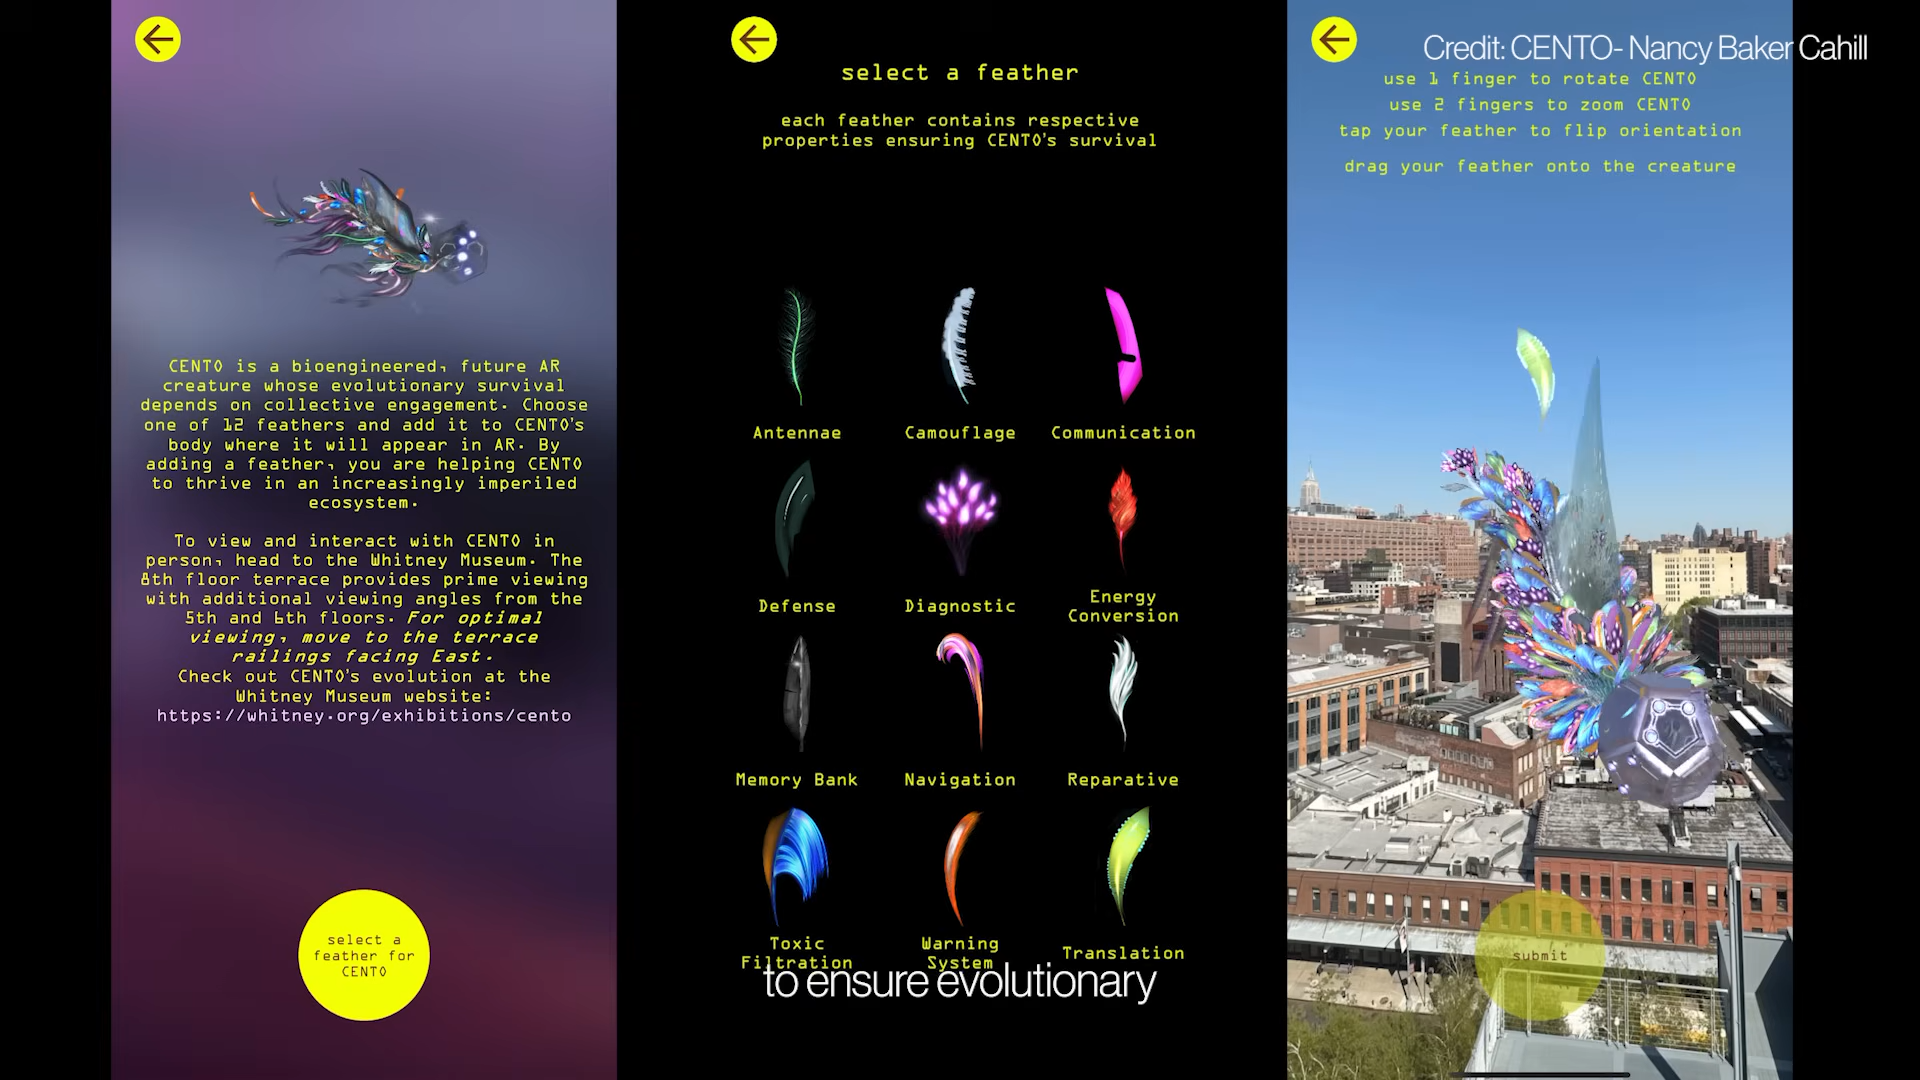 CENTO is a bioengineered, future AR
creature whose evolutionary survival
depends on collective engagement. Choose
one of 12 feathers and add it to CENTO's
body where it will appear in AR. By
adding a feather, you are helping CENTO
to thrive in an increasingly imperiled
ecosystem.
To view and interact with CENTO in
person, head to the Whitney Museum. The
8th floor terrace provides prime viewing
with additional viewing angles from the
5th and 6th floors. For optimal
viewing, move to the terrace
railings facing East.
Check out CENTO's evolution at the
Whitney Museum website:
https://whitney.org/exhibitions/cento
select a
feather for
CENTO
select a feather
each feather contains respective
properties ensuring CENTO's survival
Antennae
Camouflage
Communication
Defense
Diagnostic
Energy
Conversion
Memory Bank
Navigation
Reparative
Toxic
Filtration
Warning
System
Translation
to ensure evolutionary
Credit: CENTO- Nancy Baker Cahill
use 1 finger to rotate CENTO
use 2 fingers to zoom CENTO
tap your feather to flip orientation
drag your feather onto the creature
submit